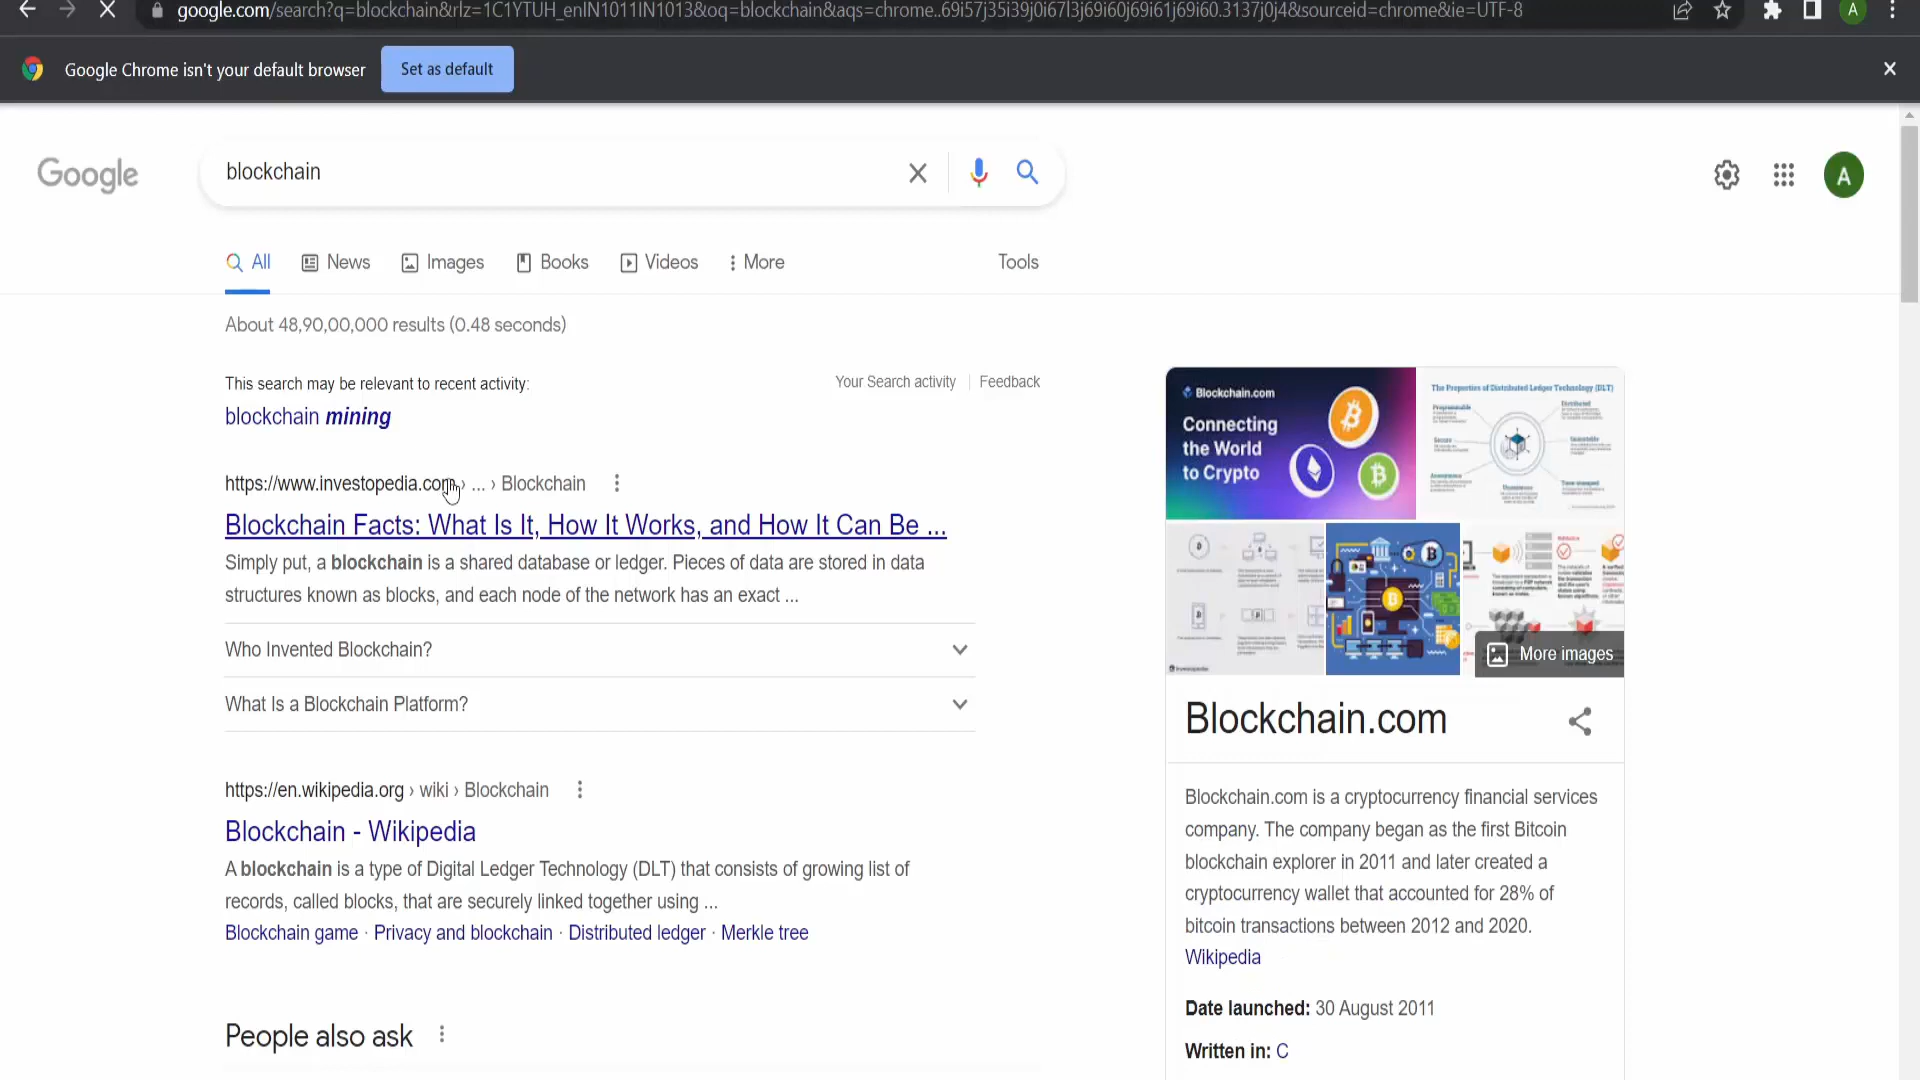 google.com/search?q=blockchain&rlz=1C1YTUH_enIN1011IN1013&oq=blockchain&aqs=chrome..69i57j35i39j0i67l3j69i60j69i61j69i60.3137j0j4&sourceid=chrome&ie=UTF-8
A
Google Chrome isn't your default browser
Set as default
Google
blockchain
A
All
News
Images
Books
Videos
More
Tools
About 48,90,00,000 results (0.48 seconds)
This search may be relevant to recent activity:
Your Search activity
Feedback
blockchain mining
https://www.investopedia.com › ... › Blockchain
Blockchain Facts: What Is It, How It Works, and How It Can Be ...
Simply put, a blockchain is a shared database or ledger. Pieces of data are stored in data
structures known as blocks, and each node of the network has an exact ...
Who Invented Blockchain?
What Is a Blockchain Platform?
https://en.wikipedia.org › wiki › Blockchain
Blockchain - Wikipedia
A blockchain is a type of Digital Ledger Technology (DLT) that consists of growing list of
records, called blocks, that are securely linked together using ...
Blockchain game · Privacy and blockchain · Distributed ledger · Merkle tree
People also ask
Blockchain.com
Connecting
the World
to Crypto
The Properties of Distributed Ledger Technology (DLT)
Programmable
Distributed
Secure
Immutable
Anonymous
Unanimous
Time-stamped
More images
Blockchain.com
Blockchain.com is a cryptocurrency financial services
company. The company began as the first Bitcoin
blockchain explorer in 2011 and later created a
cryptocurrency wallet that accounted for 28% of
bitcoin transactions between 2012 and 2020.
Wikipedia
Date launched: 30 August 2011
Written in: C